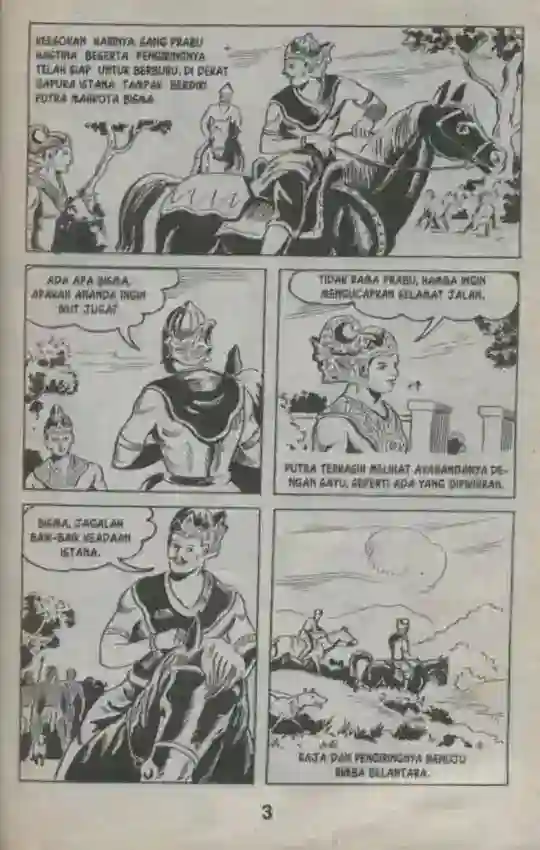 KEESOKAN HARINYA SANG PRABU
HASTINA BESERTA PENGIRINGNYA
TELAH SIAP UNTUK BERBURU, DI DEKAT
GAPURA ISTANA TAMPAK BERDIRI
PUTRA MAHKOTA BISMA
ADA APA BISMA,
APAKAH ANANDA INGIN
IKUT JUGA?
TIDAK RAMA PRABU, HAMBA INGIN
MENGUCAPKAN SELAMAT JALAN.
PUTRA TERKASIH MELIHAT AYAHANDANYA DE-
NGAN SAYU, SEPERTI ADA YANG DIPIKIRKAN.
BISMA, JAGALAH
BAIK-BAIK KEADAAN
ISTANA.
RAJA DAN PENGIRINGNYA MENUJU
RIMBA BELANTARA.
3